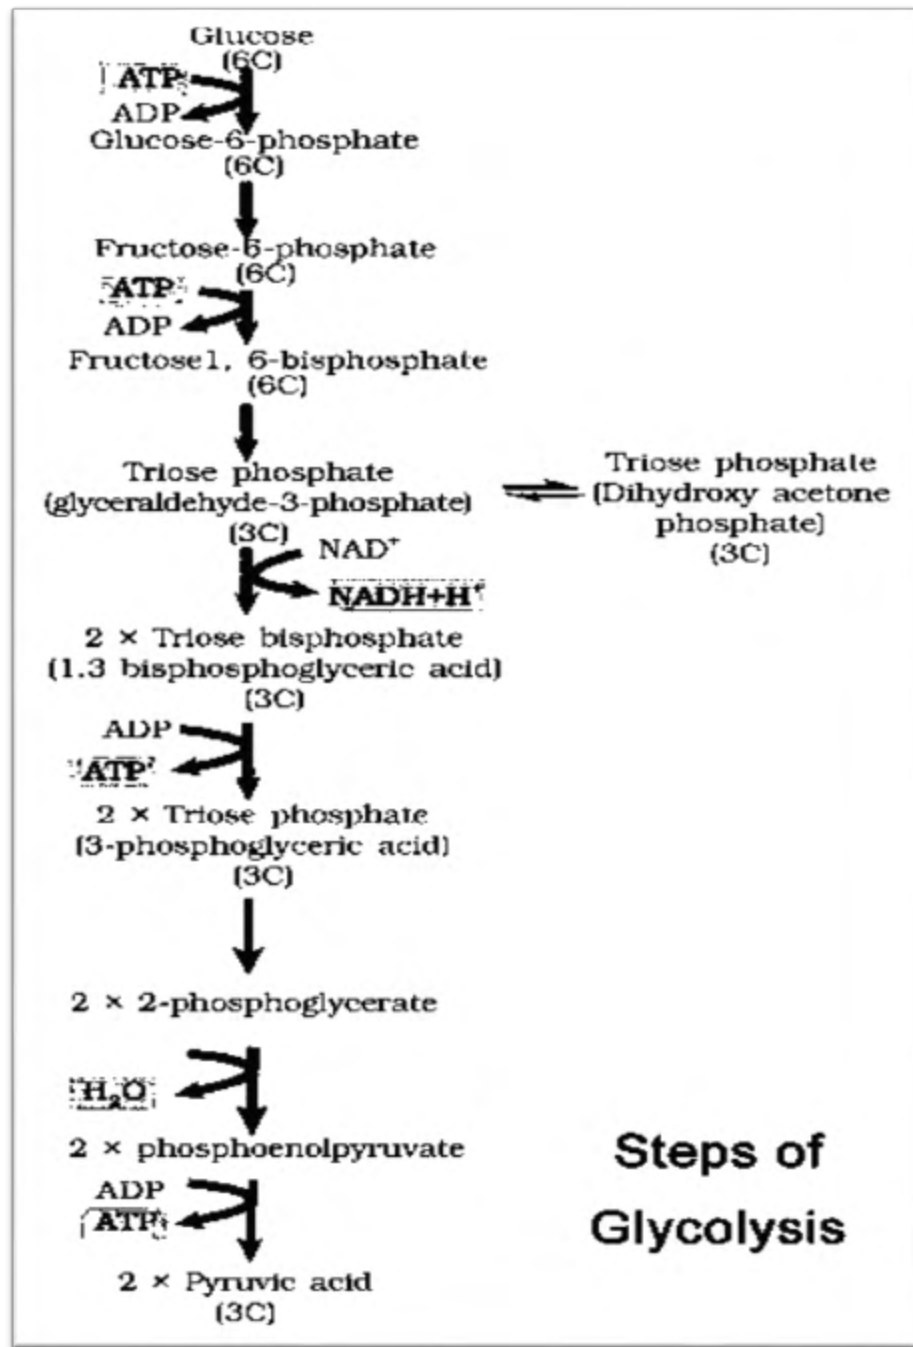 Glucose
(6C)
ATP
ADP
Glucose-6-phosphate
(6C)
Fructose-6-phosphate
(6C)
ATP
ADP
Fructose1, 6-bisphosphate
(6C)
Triose phosphate
(glyceraldehyde-3-phosphate)
(3C)
Triose phosphate
(Dihydroxy acetone
phosphate)
(3C)
NAD⁺
NADH+H⁺
2 × Triose bisphosphate
(1.3 bisphosphoglyceric acid)
(3C)
ADP
ATP
2 × Triose phosphate
(3-phosphoglyceric acid)
(3C)
2 × 2-phosphoglycerate
H₂O
2 × phosphoenolpyruvate
ADP
ATP
2 × Pyruvic acid
(3C)
Steps of
Glycolysis